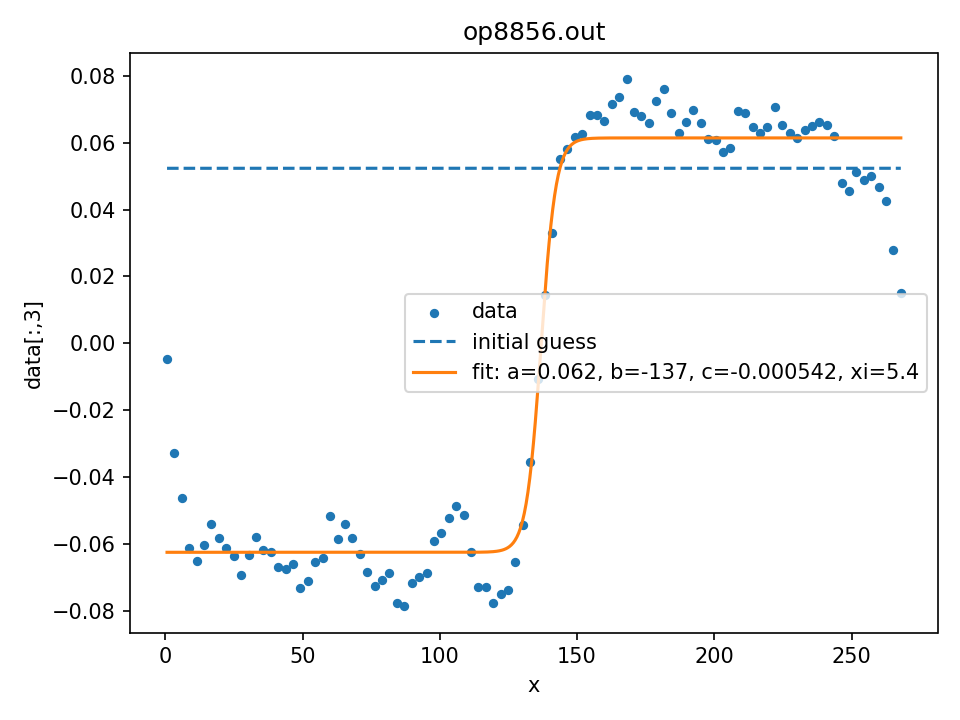 op8856.out
data[:,3]
0.08
0.06
0.04
0.02
0.00
−0.02
−0.04
−0.06
−0.08
data
initial guess
fit: a=0.062, b=-137, c=-0.000542, xi=5.4
0 50 100 150 200 250
x